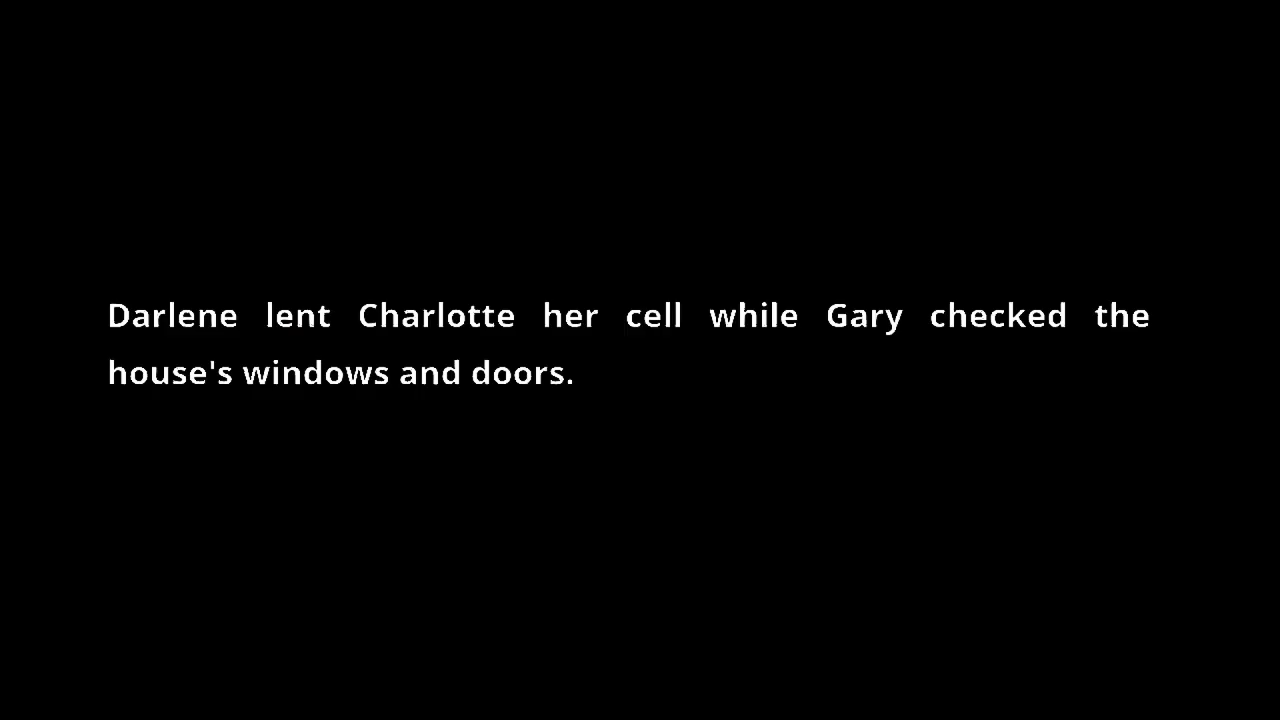 Darlene lent Charlotte her cell while Gary checked the
house's windows and doors.